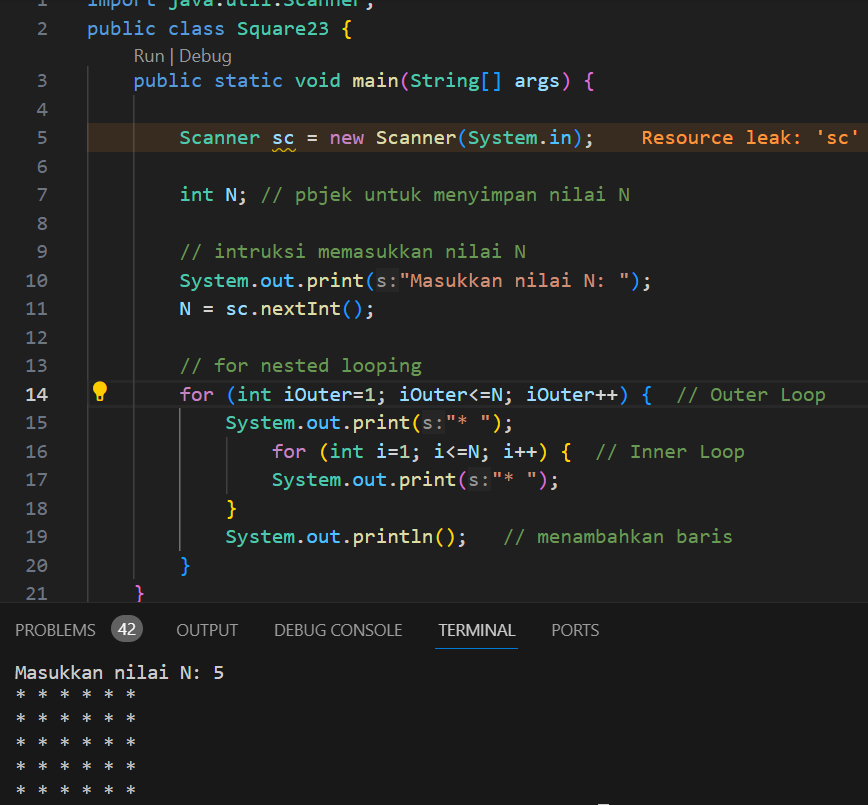 1 import java.util.Scanner;
2 public class Square23 {
Run | Debug
3 public static void main(String[] args) {
4
5 Scanner sc = new Scanner(System.in); Resource leak: 'sc'
6
7 int N; // pbjek untuk menyimpan nilai N
8
9 // intruksi memasukkan nilai N
10 System.out.print(s:"Masukkan nilai N: ");
11 N = sc.nextInt();
12
13 // for nested looping
14 for (int iOuter=1; iOuter<=N; iOuter++) { // Outer Loop
15 System.out.print(s:"* ");
16 for (int i=1; i<=N; i++) { // Inner Loop
17 System.out.print(s:"* ");
18 }
19 System.out.println(); // menambahkan baris
20 }
21 }
PROBLEMS 42 OUTPUT DEBUG CONSOLE TERMINAL PORTS
Masukkan nilai N: 5
* * * * * *
* * * * * *
* * * * * *
* * * * * *
* * * * * *